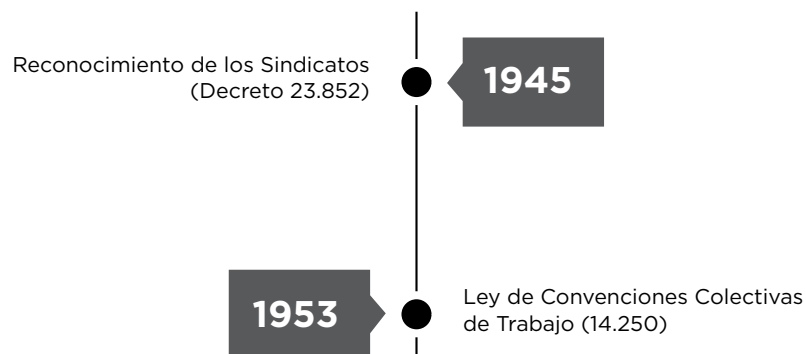 Reconocimiento de los Sindicatos
(Decreto 23.852)
1945
1953
Ley de Convenciones Colectivas
de Trabajo (14.250)